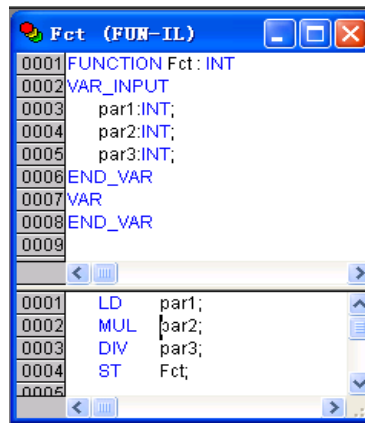 Fct (FUN-IL)
0001 FUNCTION Fct : INT
0002 VAR_INPUT
0003 par1:INT;
0004 par2:INT;
0005 par3:INT;
0006 END_VAR
0007 VAR
0008 END_VAR
0009
0001 LD par1;
0002 MUL par2;
0003 DIV par3;
0004 ST Fct;
0005